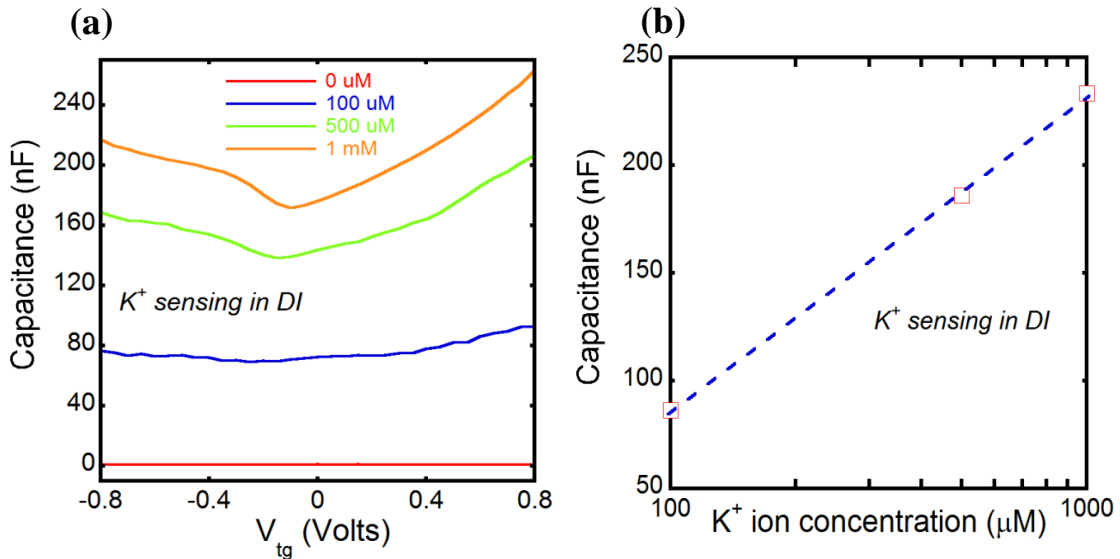 (a)
Capacitance (nF)
240
200
160
120
80
40
0
0 uM
100 uM
500 uM
1 mM
K+ sensing in DI
-0.8
-0.4
0
0.4
0.8
Vtg (Volts)
(b)
Capacitance (nF)
250
200
150
100
50
K+ sensing in DI
100
1000
K+ ion concentration (μM)